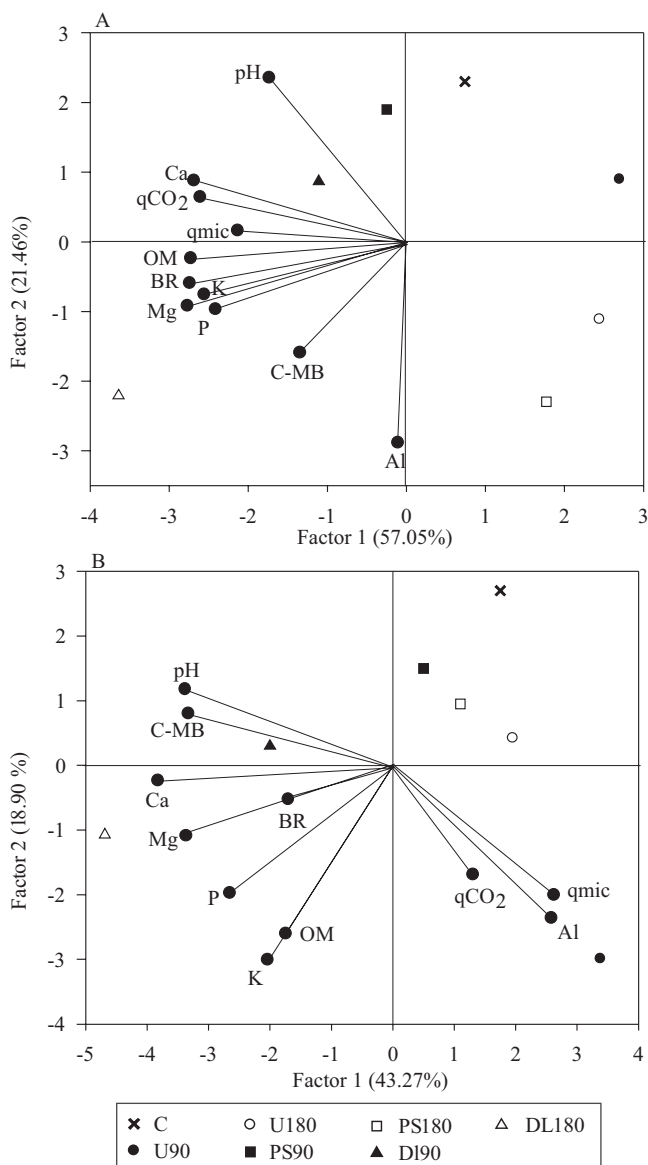 A
3
2
1
0
-1
-2
-3
Factor 2 (21.46%)
pH
Ca
qCO2
qmic
OM
BR
K
Mg
P
C-MB
Al
-4 -3 -2 -1 0 1 2 3
Factor 1 (57.05%)
B
3
2
1
0
-1
-2
-3
-4
Factor 2 (18.90 %)
pH
C-MB
Ca
BR
Mg
P
OM
K
qCO2
qmic
Al
-5 -4 -3 -2 -1 0 1 2 3 4
Factor 1 (43.27%)
C U180 PS180 DL180
U90 PS90 Dl90